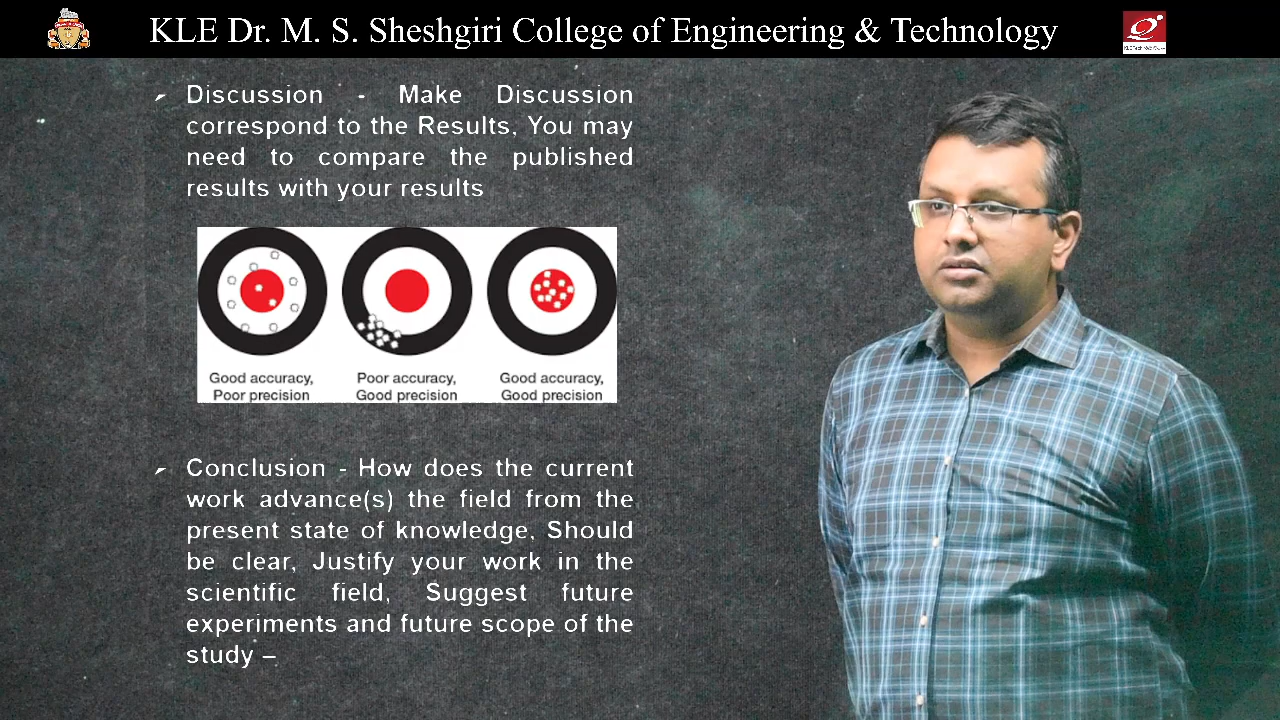 KLE Dr. M. S. Sheshgiri College of Engineering & Technology
Discussion - Make Discussion
correspond to the Results, You may
need to compare the published
results with your results
Good accuracy,
Poor precision
Poor accuracy,
Good precision
Good accuracy,
Good precision
Conclusion - How does the current
work advance(s) the field from the
present state of knowledge, Should
be clear, Justify your work in the
scientific field, Suggest future
experiments and future scope of the
study –